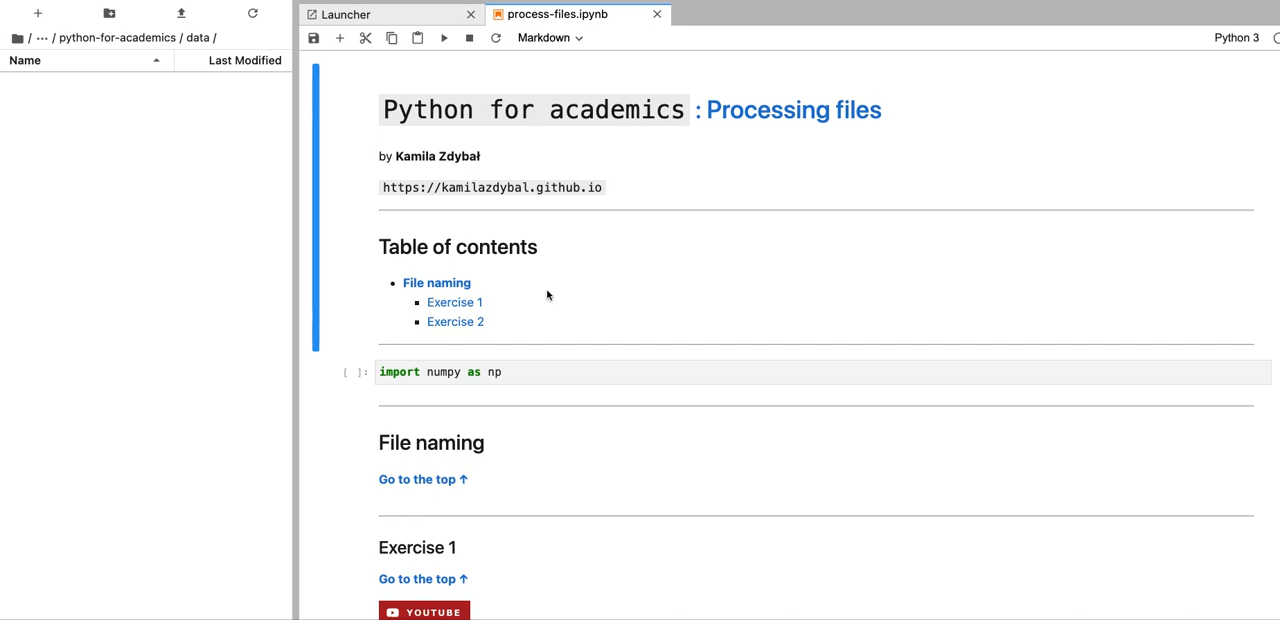 Launcher
process-files.ipynb
/ ··· / python-for-academics / data /
Markdown
Python 3
Name
Last Modified
Python for academics : Processing files
by Kamila Zdybał
https://kamilazdybal.github.io
Table of contents
File naming
Exercise 1
Exercise 2
[ ]: import numpy as np
File naming
Go to the top ↑
Exercise 1
Go to the top ↑
YOUTUBE